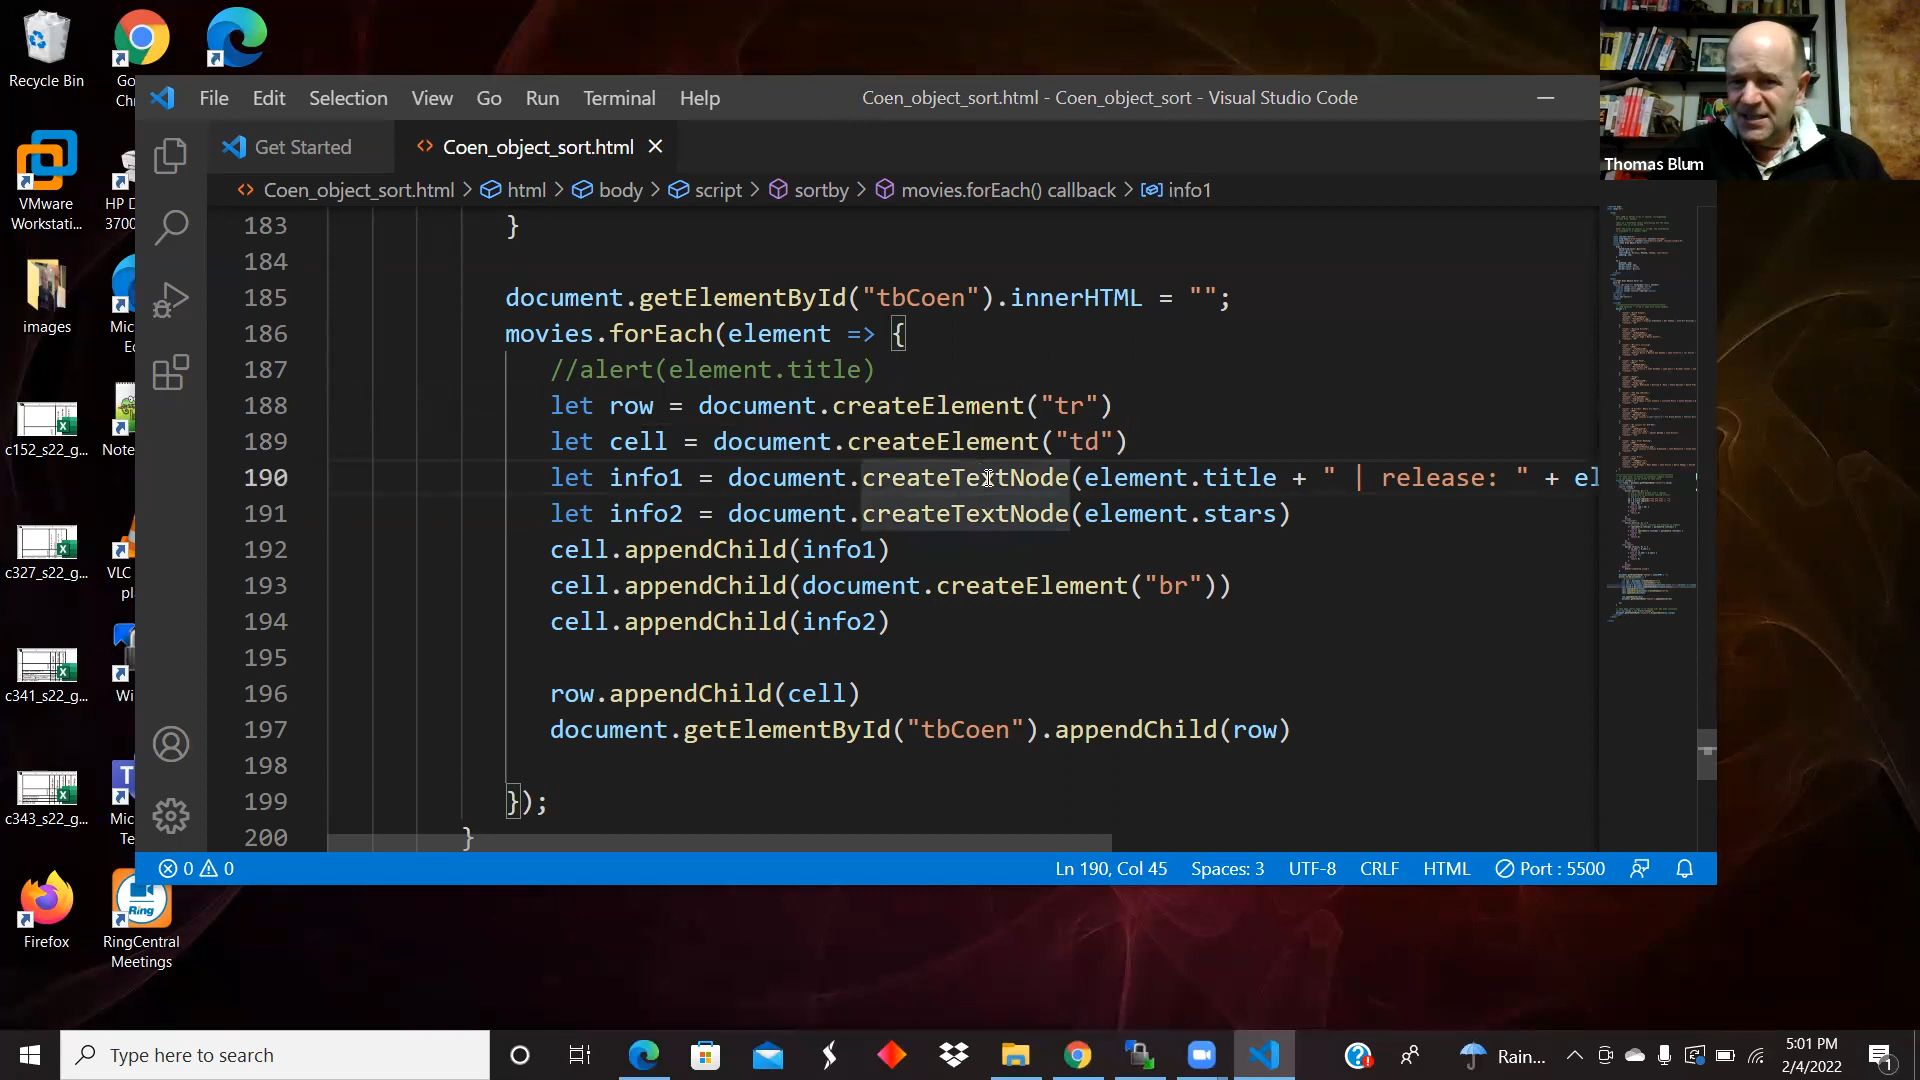 Recycle Bin
Go
Ch
VMware
Workstati...
HP D
3700
images
Mic
Ec
c152_s22_g...
Note
c327_s22_g...
VLC
pl
c341_s22_g...
Wi
c343_s22_g...
Mic
Te
Firefox
Ring
RingCentral
Meetings
File Edit Selection View Go Run Terminal Help
Coen_object_sort.html - Coen_object_sort - Visual Studio Code
Get Started
Coen_object_sort.html
Coen_object_sort.html > html > body > script > sortby > movies.forEach() callback > info1
183 }
184
185 document.getElementById("tbCoen").innerHTML = "";
186 movies.forEach(element => {
187 //alert(element.title)
188 let row = document.createElement("tr")
189 let cell = document.createElement("td")
190 let info1 = document.createTextNode(element.title + " | release: " + el
191 let info2 = document.createTextNode(element.stars)
192 cell.appendChild(info1)
193 cell.appendChild(document.createElement("br"))
194 cell.appendChild(info2)
195
196 row.appendChild(cell)
197 document.getElementById("tbCoen").appendChild(row)
198
199 });
200 }
0 0
Ln 190, Col 45 Spaces: 3 UTF-8 CRLF HTML Port : 5500
Thomas Blum
Type here to search
Rain...
5:01 PM
2/4/2022
1